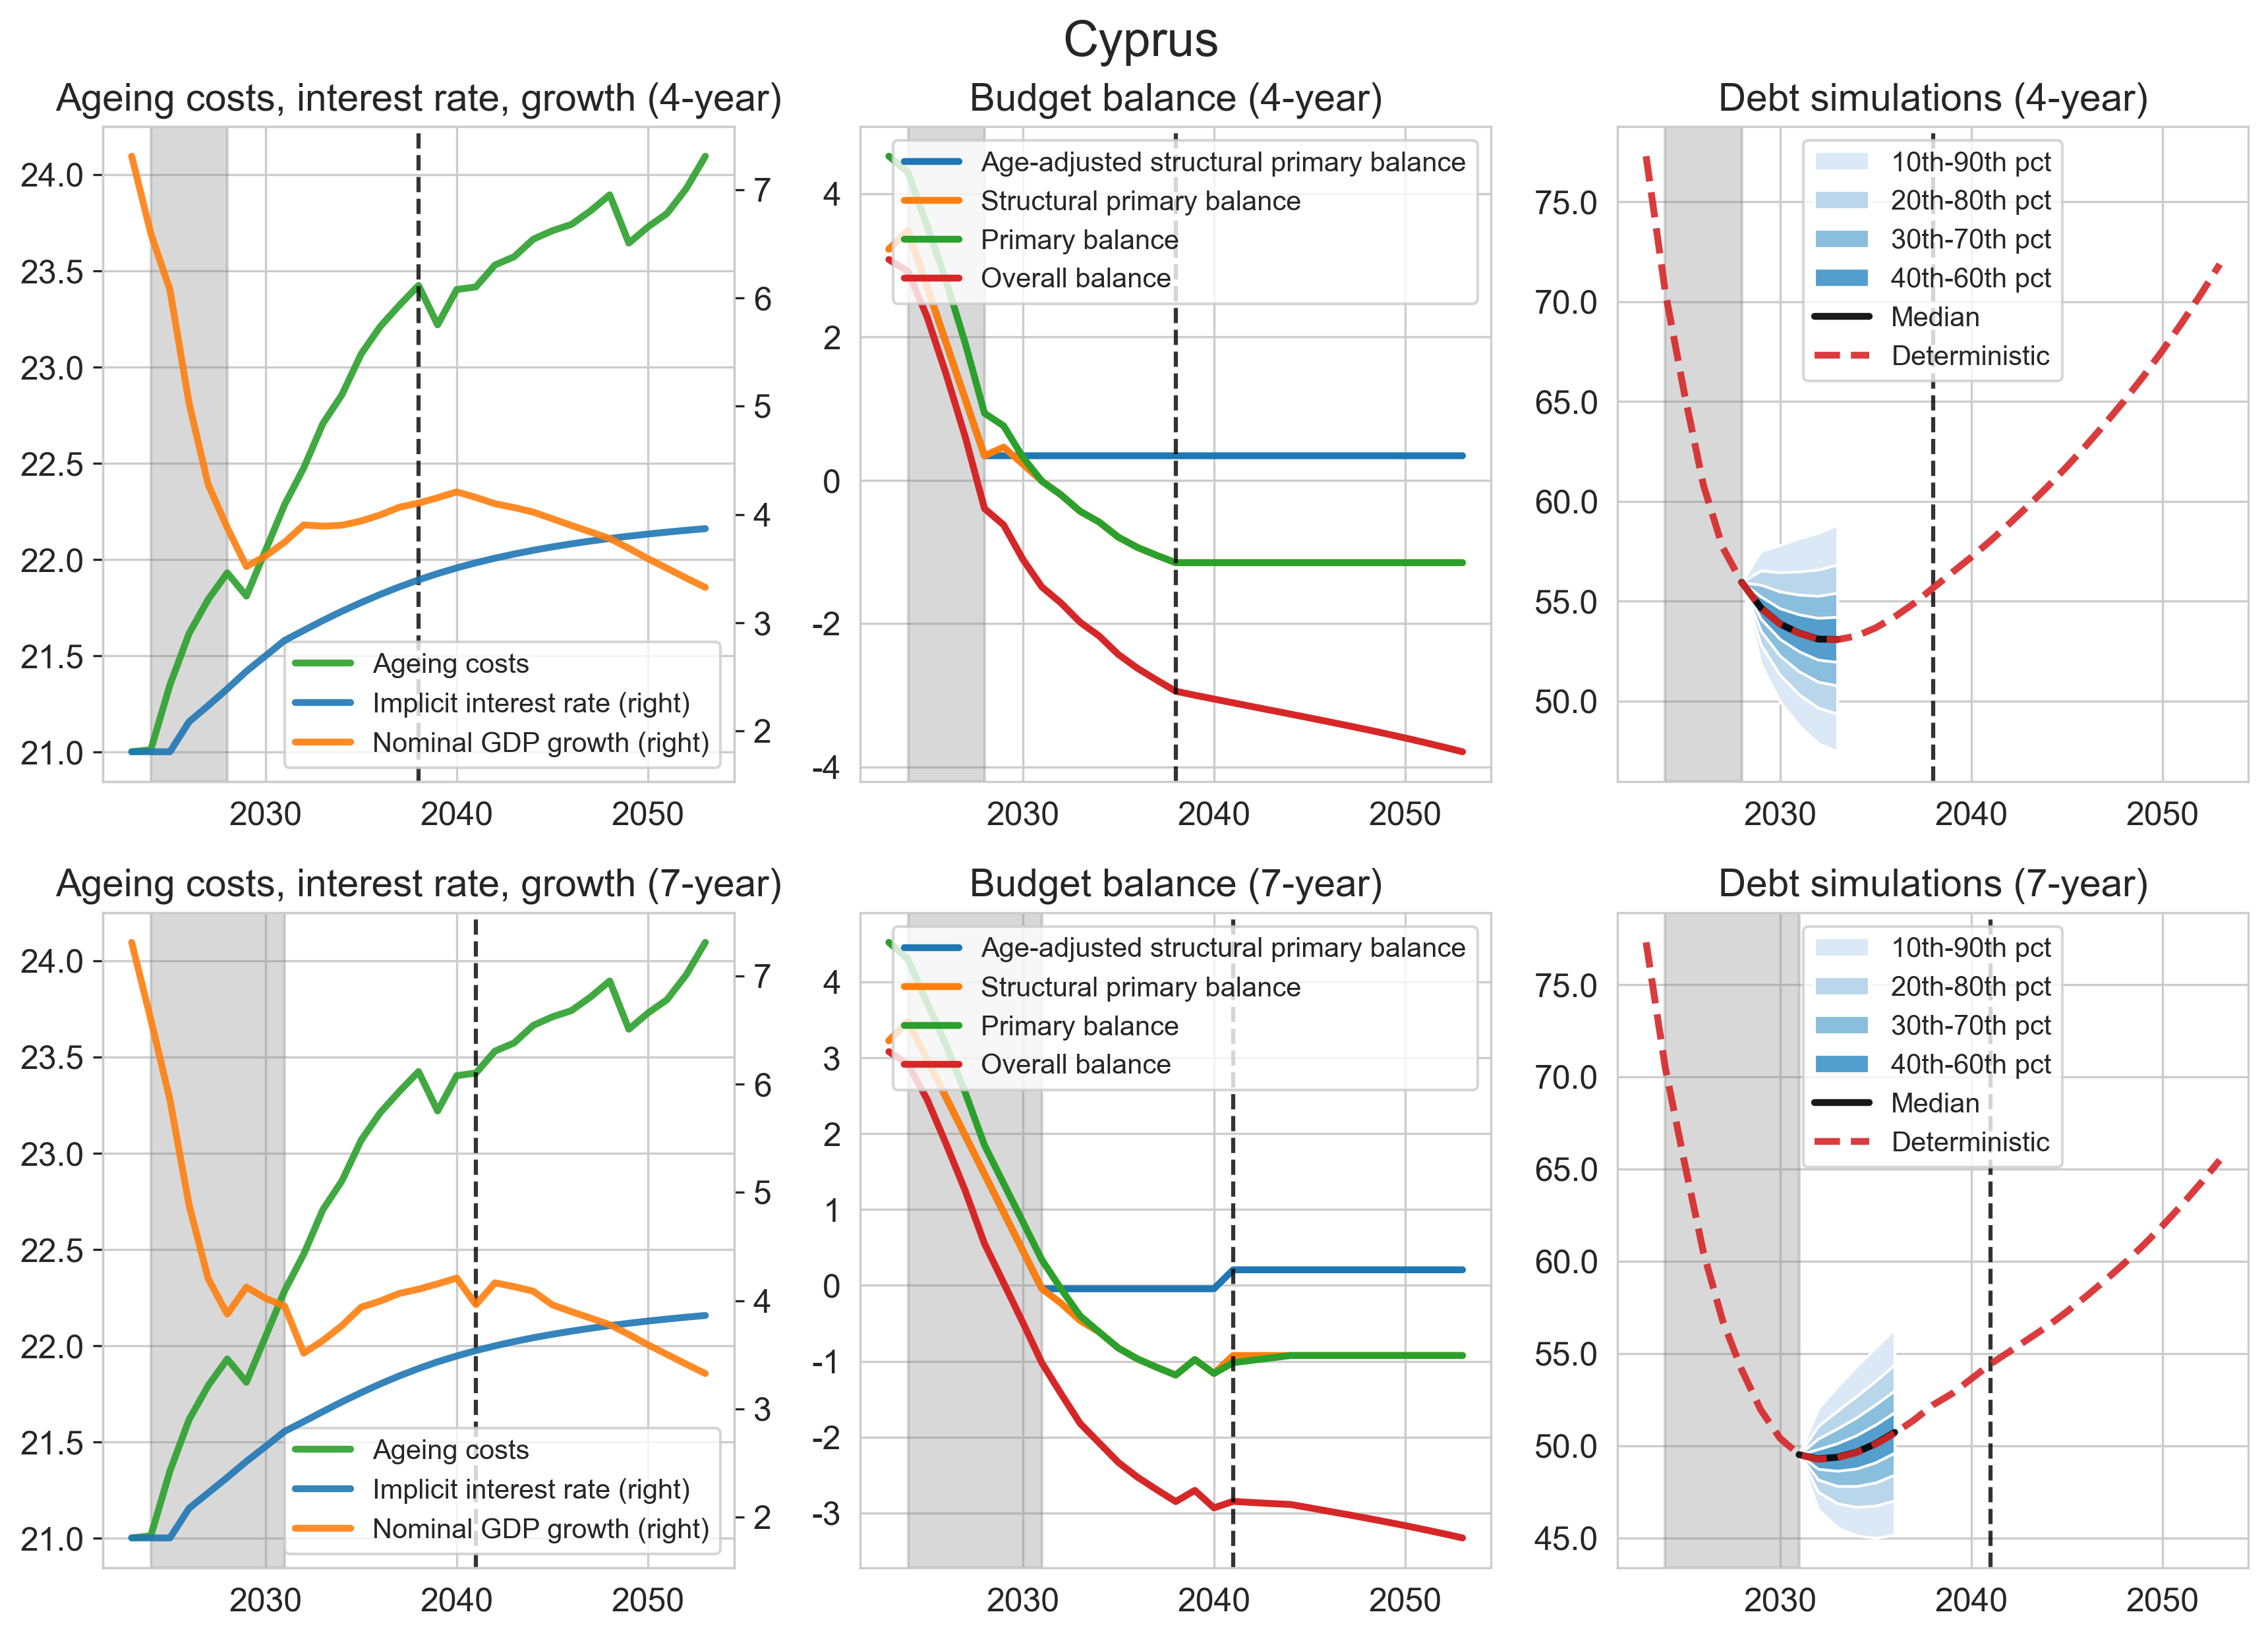 Cyprus
Ageing costs, interest rate, growth (4-year)
24.0
23.5
23.0
22.5
22.0
21.5
21.0
7
6
5
4
3
2
Ageing costs
Implicit interest rate (right)
Nominal GDP growth (right)
2030
2040
2050
Budget balance (4-year)
4
2
0
-2
-4
Age-adjusted structural primary balance
Structural primary balance
Primary balance
Overall balance
2030
2040
2050
Debt simulations (4-year)
75.0
70.0
65.0
60.0
55.0
50.0
10th-90th pct
20th-80th pct
30th-70th pct
40th-60th pct
Median
Deterministic
2030
2040
2050
Ageing costs, interest rate, growth (7-year)
24.0
23.5
23.0
22.5
22.0
21.5
21.0
7
6
5
4
3
2
Ageing costs
Implicit interest rate (right)
Nominal GDP growth (right)
2030
2040
2050
Budget balance (7-year)
4
3
2
1
0
-1
-2
-3
Age-adjusted structural primary balance
Structural primary balance
Primary balance
Overall balance
2030
2040
2050
Debt simulations (7-year)
75.0
70.0
65.0
60.0
55.0
50.0
45.0
10th-90th pct
20th-80th pct
30th-70th pct
40th-60th pct
Median
Deterministic
2030
2040
2050